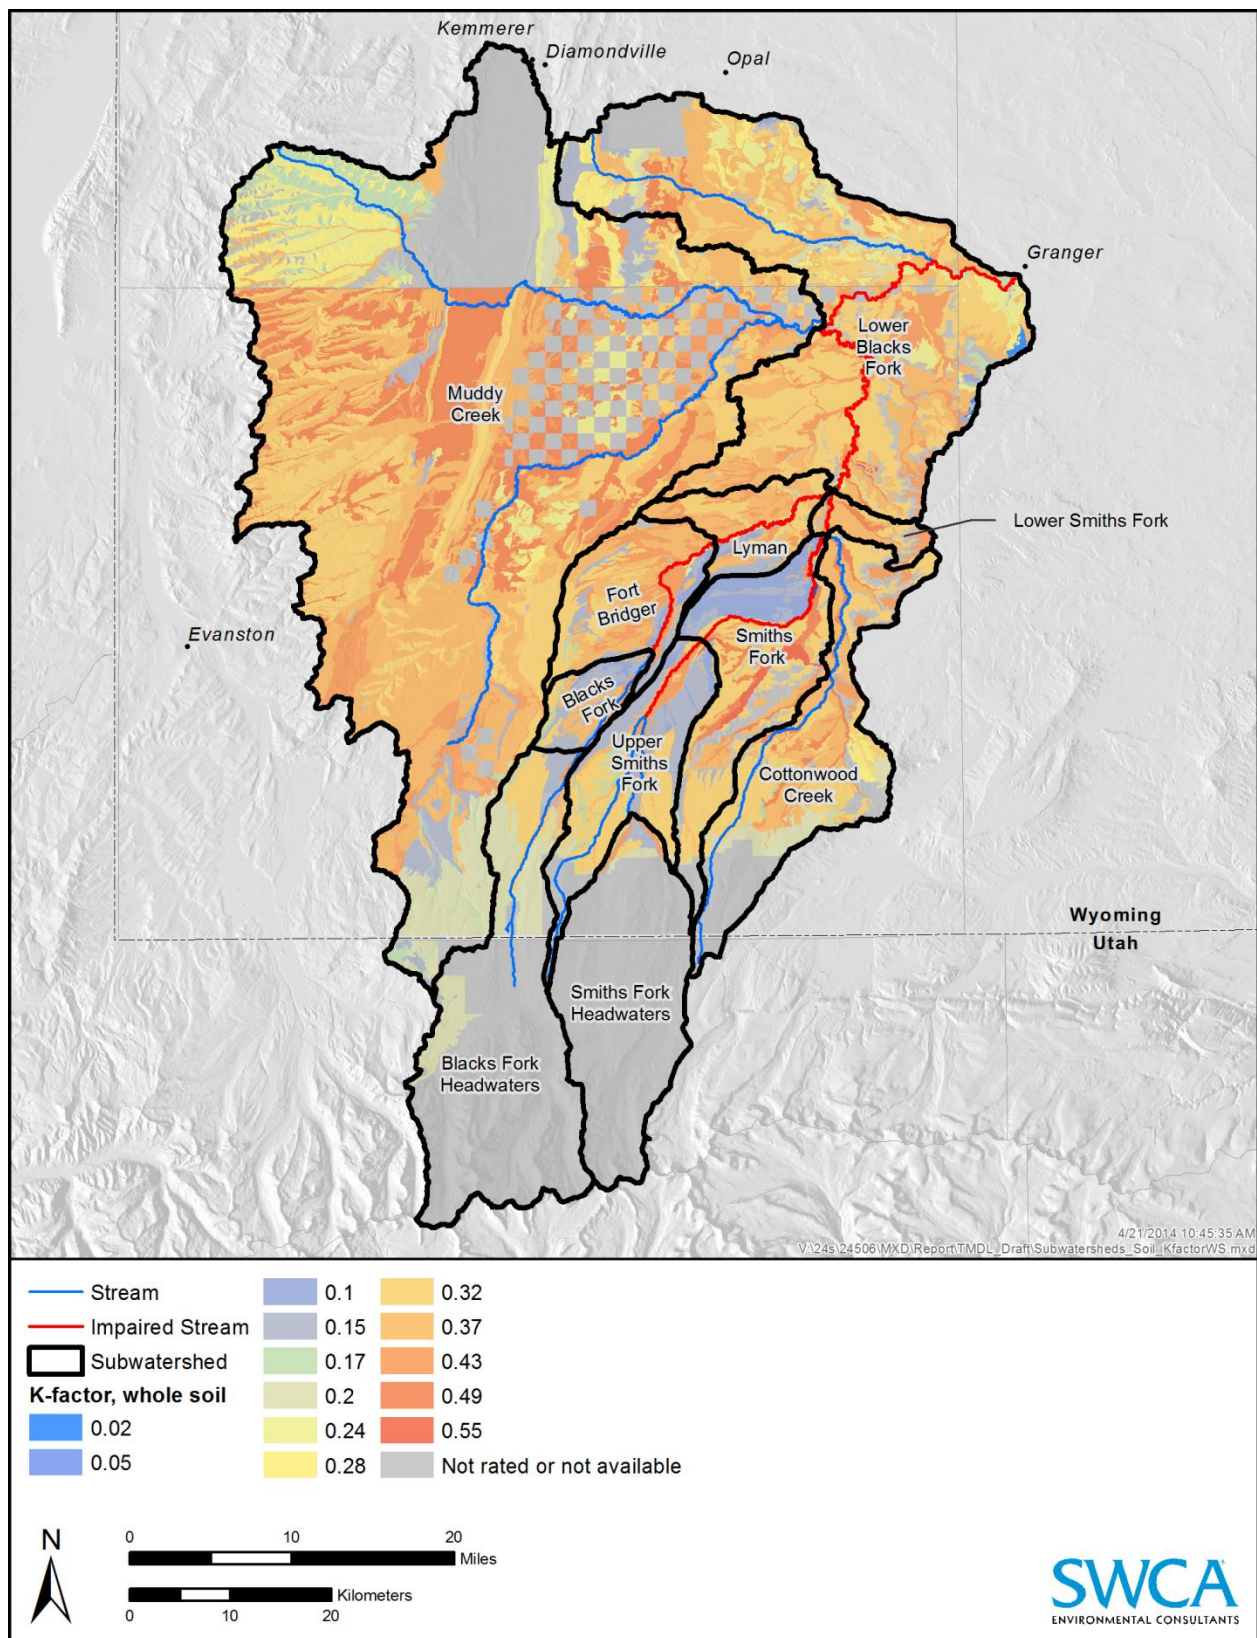 Kemmerer
Diamondville
Opal
Granger
Lower
Blacks
Fork
Muddy
Creek
Lower Smiths Fork
Lyman
Fort
Bridger
Smiths
Fork
Evanston
Blacks
Fork
Upper
Smiths
Fork
Cottonwood
Creek
Wyoming
Utah
Smiths Fork
Headwaters
Blacks Fork
Headwaters
4/21/2014 10:45:35 AM
V:\24s\24506\MXD\Report\TMDL_Draft\Subwatersheds_Soil_KfactorWS.mxd
Stream
Impaired Stream
Subwatershed
K-factor, whole soil
0.02
0.05
0.1
0.15
0.17
0.2
0.24
0.28
0.32
0.37
0.43
0.49
0.55
Not rated or not available
N
0 10 20
Miles
Kilometers
0 10 20
SWCA
ENVIRONMENTAL CONSULTANTS